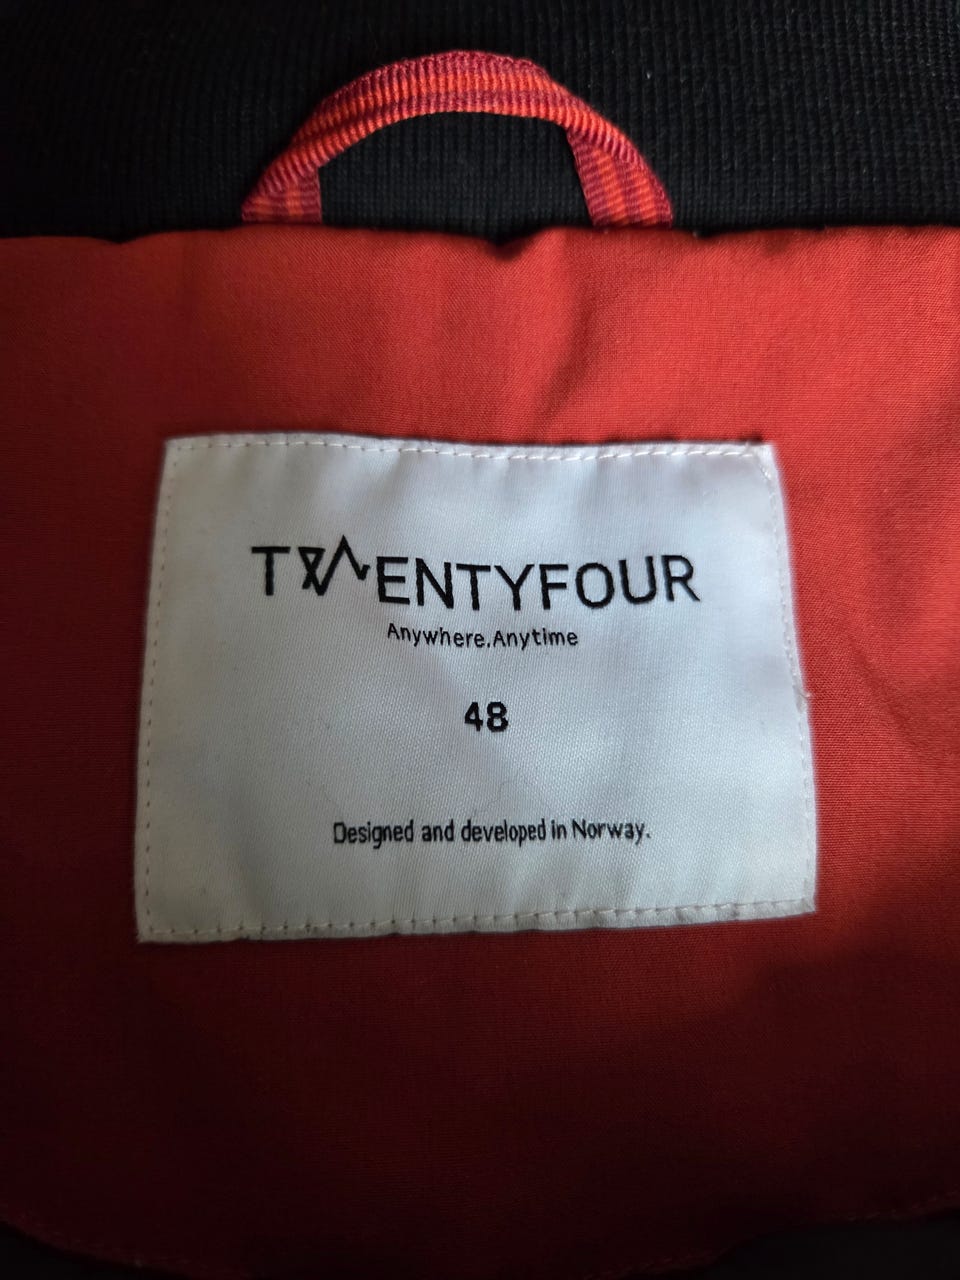 TWENTYFOUR
Anywhere.Anytime
48
Designed and developed in Norway.